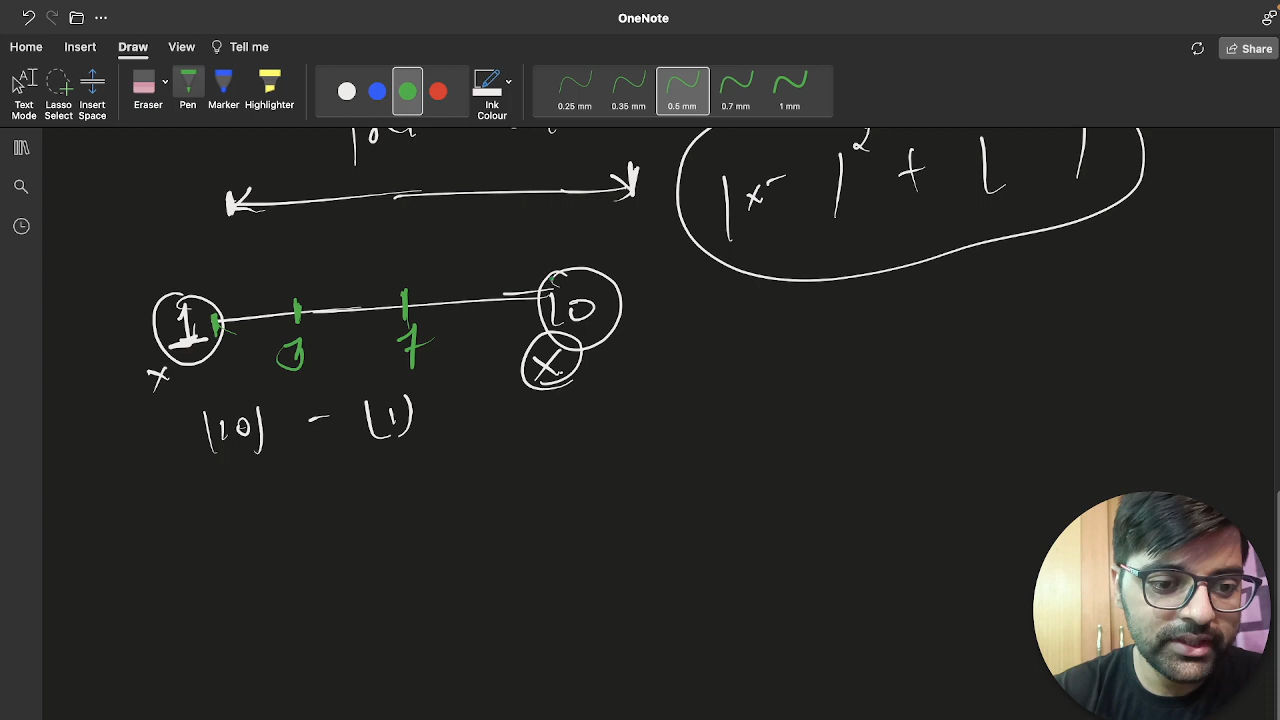 OneNote
Home Insert Draw View Tell me
Share
Text Mode
Lasso Select
Insert Space
Eraser
Pen
Marker
Highlighter
Ink Colour
0.25 mm
0.35 mm
0.5 mm
0.7 mm
1 mm
|x- |² + | |
1 10
7
x x
|10| - |1|